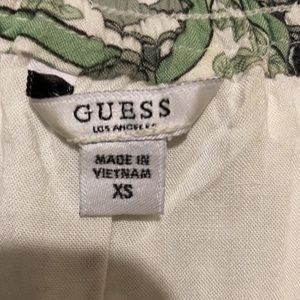 GUESS
LOS ANGELES
MADE IN
VIETNAM
XS